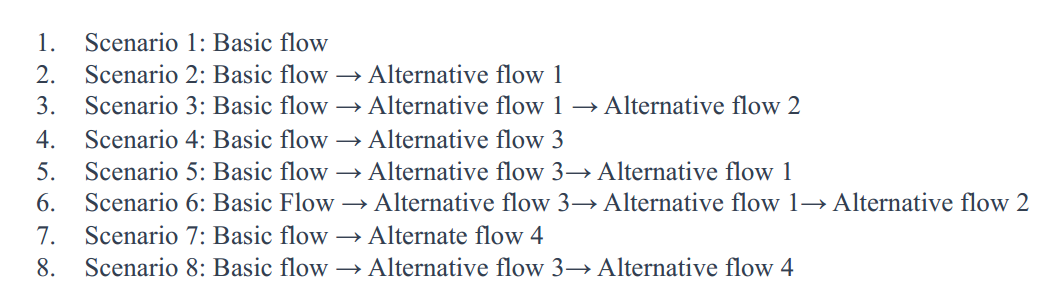 1. Scenario 1: Basic flow
2. Scenario 2: Basic flow → Alternative flow 1
3. Scenario 3: Basic flow → Alternative flow 1 → Alternative flow 2
4. Scenario 4: Basic flow → Alternative flow 3
5. Scenario 5: Basic flow → Alternative flow 3→ Alternative flow 1
6. Scenario 6: Basic Flow → Alternative flow 3→ Alternative flow 1→ Alternative flow 2
7. Scenario 7: Basic flow → Alternate flow 4
8. Scenario 8: Basic flow → Alternative flow 3→ Alternative flow 4